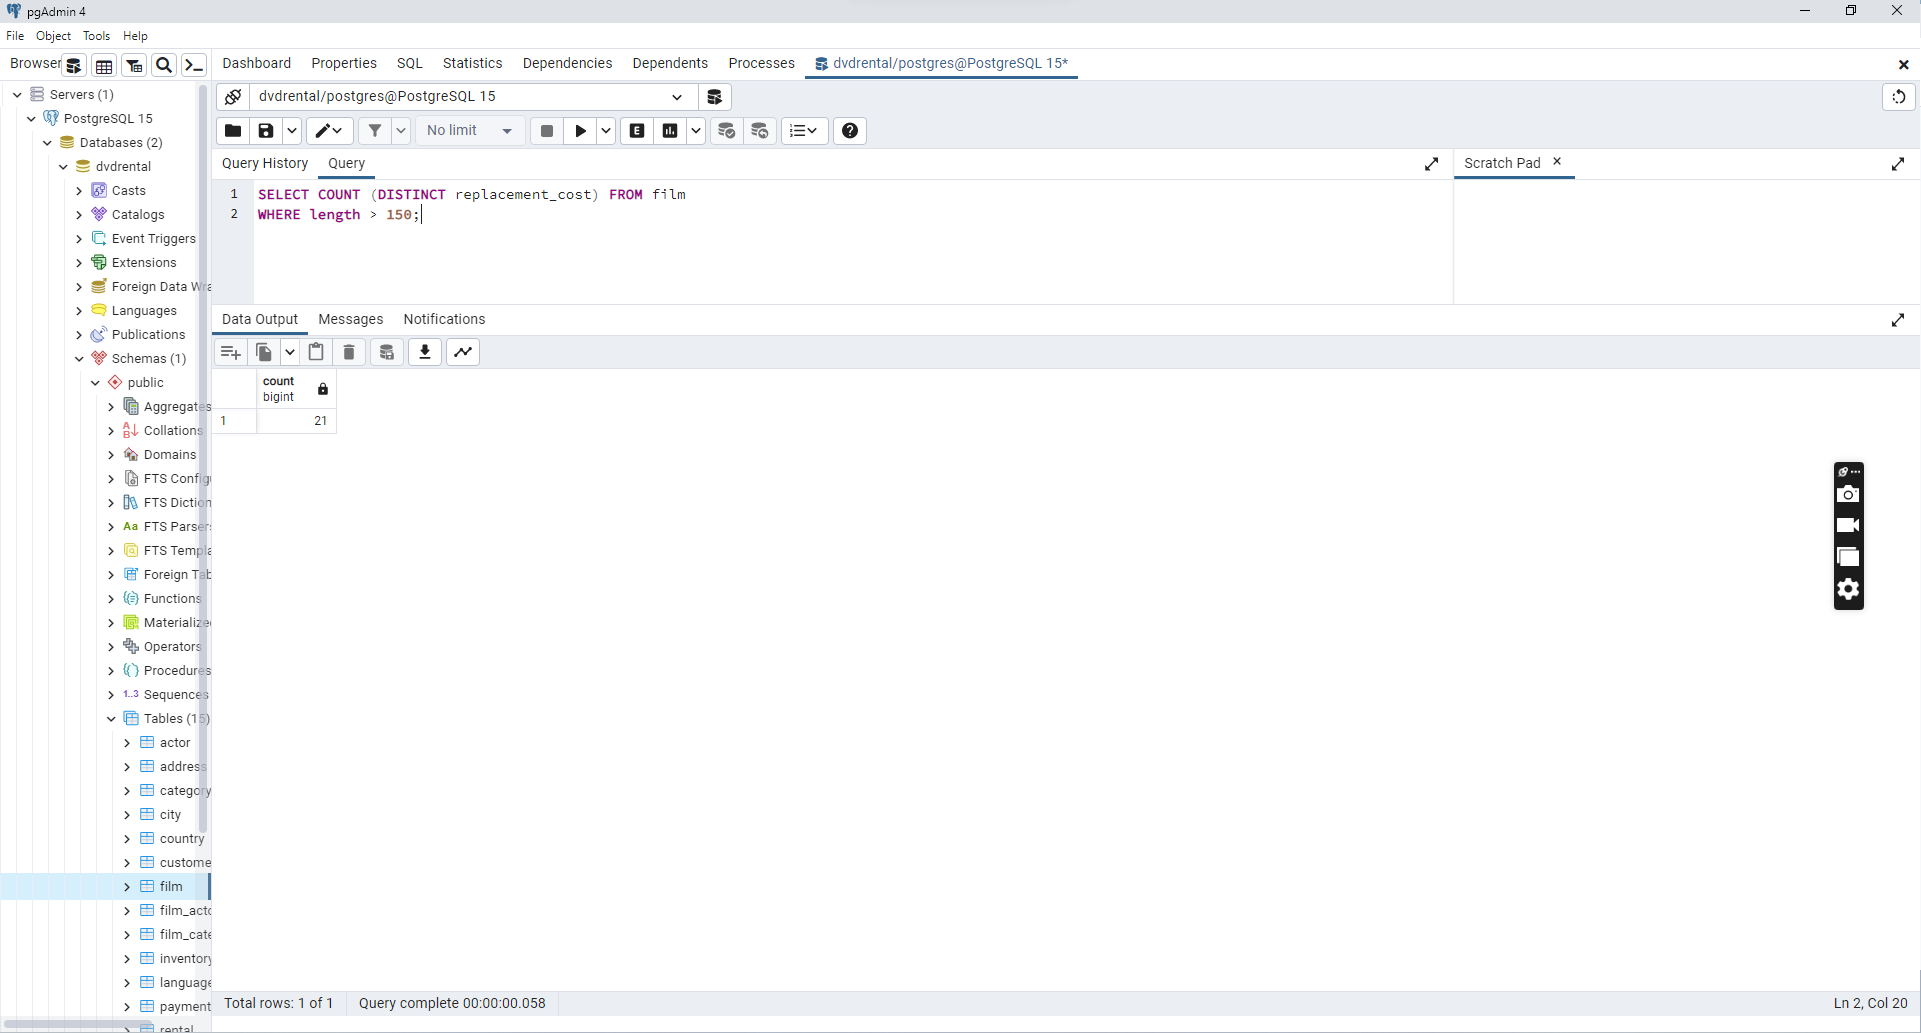 pgAdmin 4
File Object Tools Help
Browser
Dashboard Properties SQL Statistics Dependencies Dependents Processes dvdrental/postgres@PostgreSQL 15*
Servers (1)
PostgreSQL 15
Databases (2)
dvdrental
Casts
Catalogs
Event Triggers
Extensions
Foreign Data Wra
Languages
Publications
Schemas (1)
public
Aggregates
Collations
Domains
FTS Config
FTS Diction
Aa FTS Parsers
FTS Templa
Foreign Tab
Functions
Materialize
Operators
Procedures
1..3 Sequences
Tables (15)
actor
address
category
city
country
custome
film
film_acto
film_cate
inventory
language
payment
rental
dvdrental/postgres@PostgreSQL 15
No limit
E
Query History Query
Scratch Pad
1 SELECT COUNT (DISTINCT replacement_cost) FROM film
2 WHERE length > 150;
Data Output Messages Notifications
count
bigint
1 21
Total rows: 1 of 1 Query complete 00:00:00.058
Ln 2, Col 20